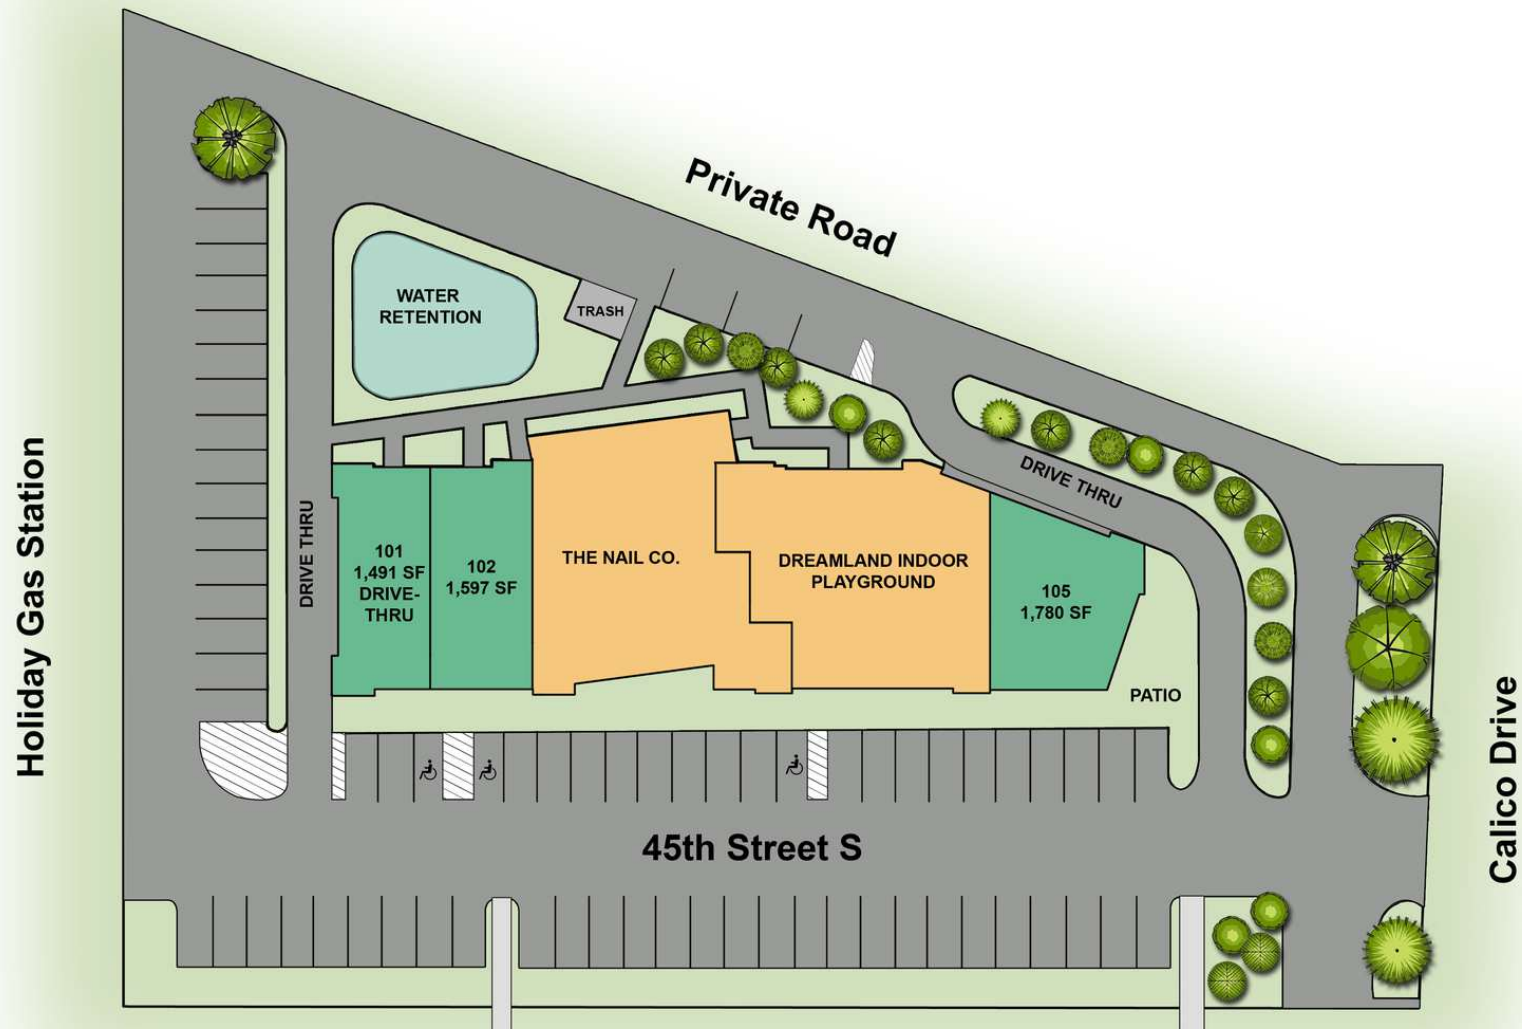 Private Road
WATER
RETENTION
TRASH
Holiday Gas Station
DRIVE THRU
DRIVE THRU
101
1,491 SF
DRIVE-
THRU
102
1,597 SF
THE NAIL CO.
DREAMLAND INDOOR
PLAYGROUND
105
1,780 SF
PATIO
Calico Drive
45th Street S